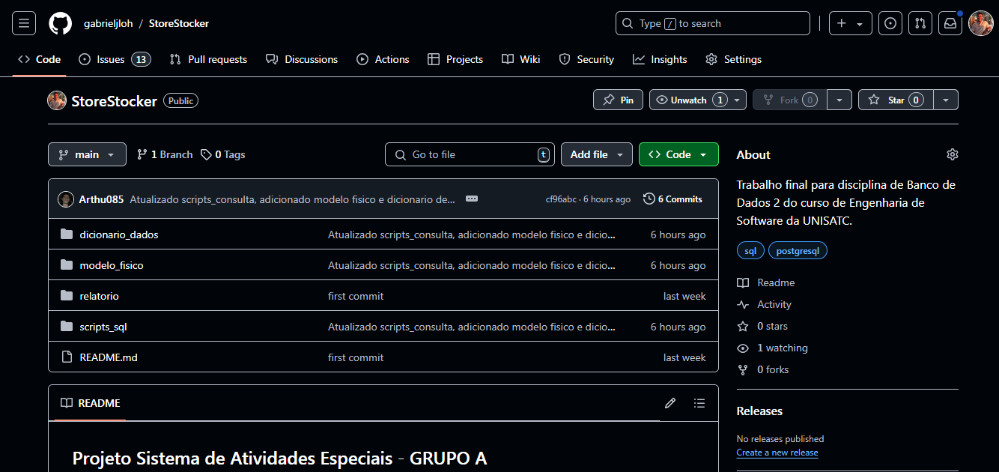 gabrieljloh / StoreStocker
Type / to search
Code Issues 13 Pull requests Discussions Actions Projects Wiki Security Insights Settings
StoreStocker Public
Pin Unwatch 1 Fork 0 Star 0
main 1 Branch 0 Tags Go to file t Add file Code
Arthu085 Atualizado scripts_consulta, adicionado modelo fisico e dicionario de... cf96abc · 6 hours ago 6 Commits
dicionario_dados Atualizado scripts_consulta, adicionado modelo fisico e dicio... 6 hours ago
modelo_fisico Atualizado scripts_consulta, adicionado modelo fisico e dicio... 6 hours ago
relatorio first commit last week
scripts_sql Atualizado scripts_consulta, adicionado modelo fisico e dicio... 6 hours ago
README.md first commit last week
README
Projeto Sistema de Atividades Especiais - GRUPO A
About
Trabalho final para disciplina de Banco de
Dados 2 do curso de Engenharia de
Software da UNISATC.
sql postgresql
Readme
Activity
0 stars
1 watching
0 forks
Releases
No releases published
Create a new release